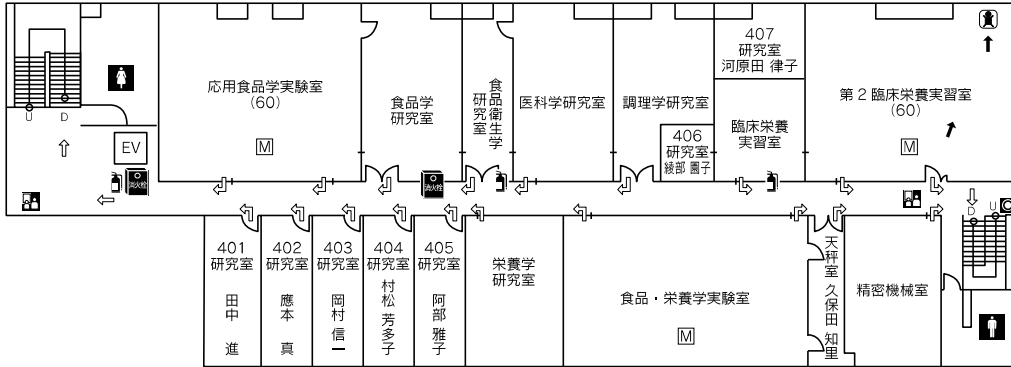 応用食品学実験室
(60)
M
食品学
研究室
食品衛生学
研究室
医科学研究室
調理学研究室
406
研究室
綾部 園子
407
研究室
河原田 律子
臨床栄養
実習室
第2臨床栄養実習室
(60)
M
U D
EV
消火栓
消火栓
D U
401
研究室
田中 進
402
研究室
應本 真
403
研究室
岡村 信一
404
研究室
村松 芳多子
405
研究室
阿部 雅子
栄養学
研究室
食品・栄養学実験室
M
天秤室 久保田 知里
精密機械室